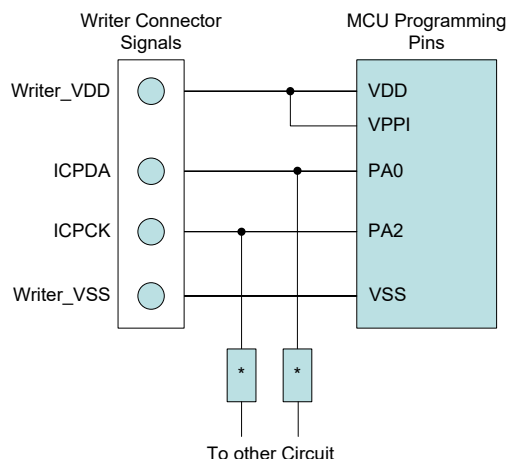 Writer Connector
Signals
MCU Programming
Pins
Writer_VDD
VDD
VPPI
ICPDA
PA0
ICPCK
PA2
Writer_VSS
VSS
*
*
To other Circuit